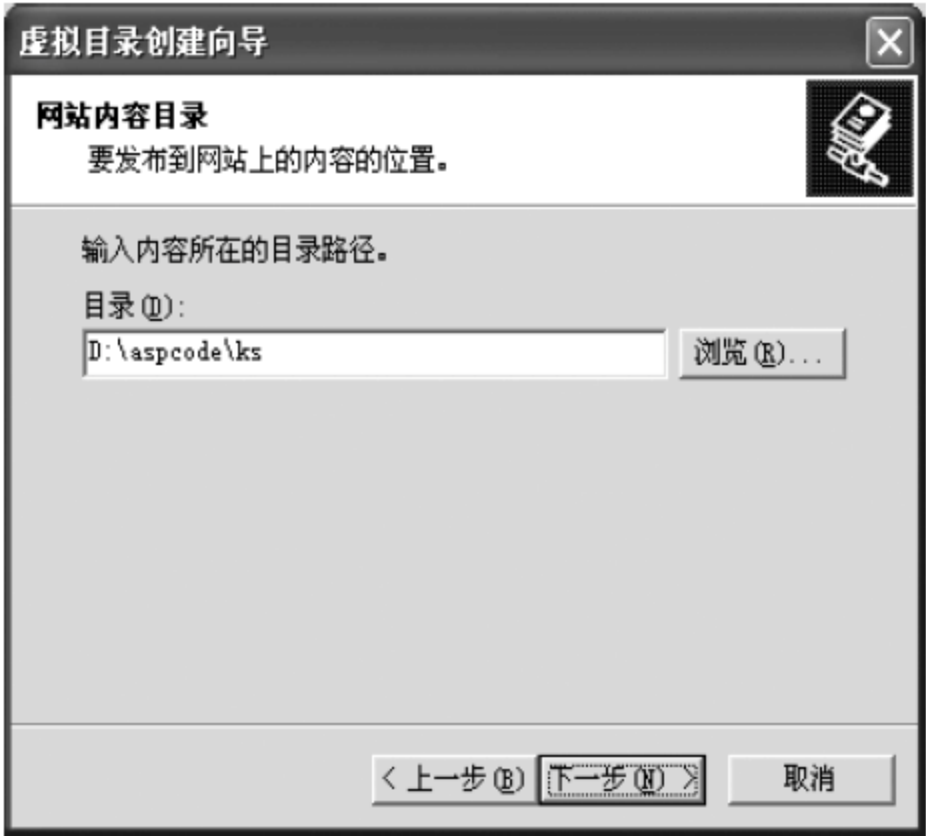 虚拟目录创建向导
网站内容目录
要发布到网站上的内容的位置。
输入内容所在的目录路径。
目录(D):
D:\aspcode\ks
浏览(R)...
< 上一步(B)
下一步(N) >
取消